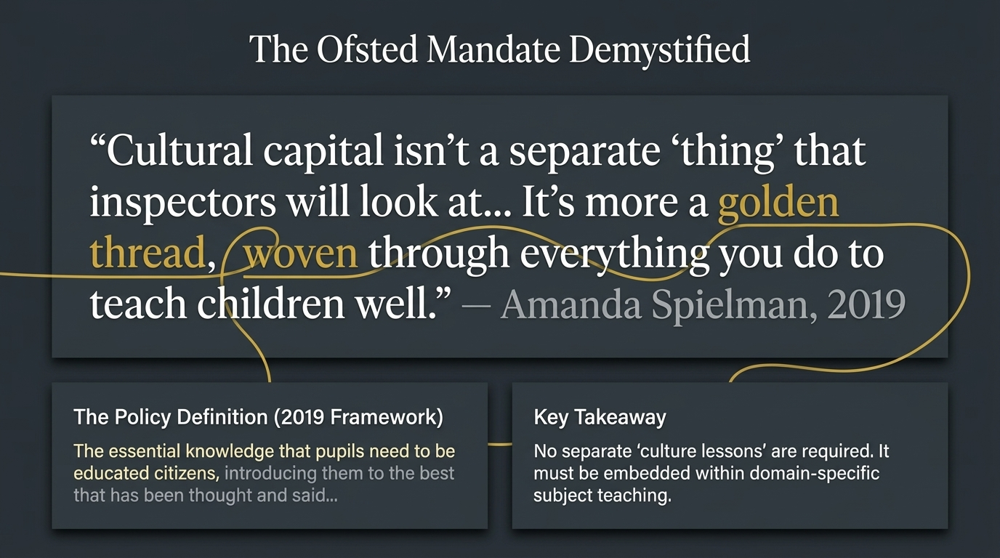 The Ofsted Mandate Demystified
“Cultural capital isn’t a separate ‘thing’ that
inspectors will look at... It’s more a golden
thread, woven through everything you do to
teach children well.” — Amanda Spielman, 2019
The Policy Definition (2019 Framework)
The essential knowledge that pupils need to be
educated citizens, introducing them to the best
that has been thought and said...
Key Takeaway
No separate ‘culture lessons’ are required. It
must be embedded within domain-specific
subject teaching.